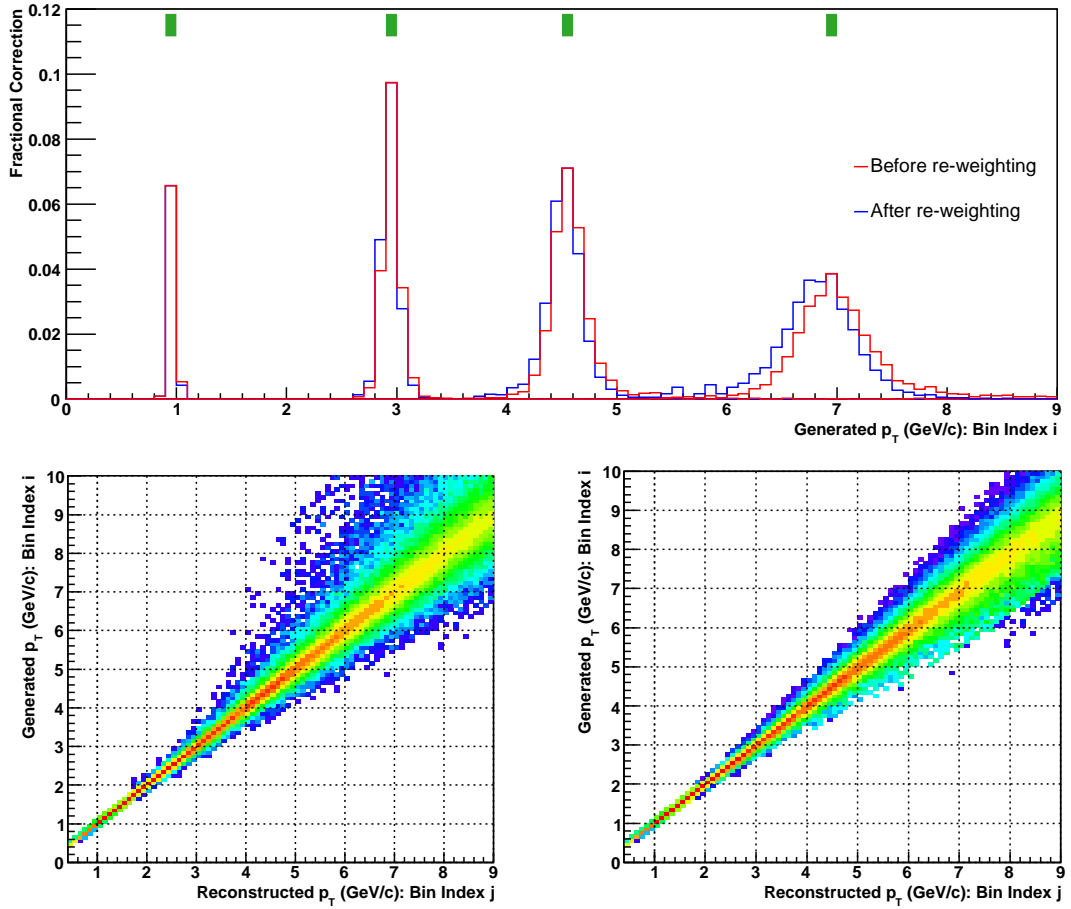 Fractional Correction
0.12
0.1
0.08
0.06
0.04
0.02
0
Before re-weighting
After re-weighting
0 1 2 3 4 5 6 7 8 9
Generated p_T (GeV/c): Bin Index i
Generated p_T (GeV/c): Bin Index i
10
9
8
7
6
5
4
3
2
1
0
1 2 3 4 5 6 7 8 9
Reconstructed p_T (GeV/c): Bin Index j
Generated p_T (GeV/c): Bin Index i
10
9
8
7
6
5
4
3
2
1
0
1 2 3 4 5 6 7 8 9
Reconstructed p_T (GeV/c): Bin Index j